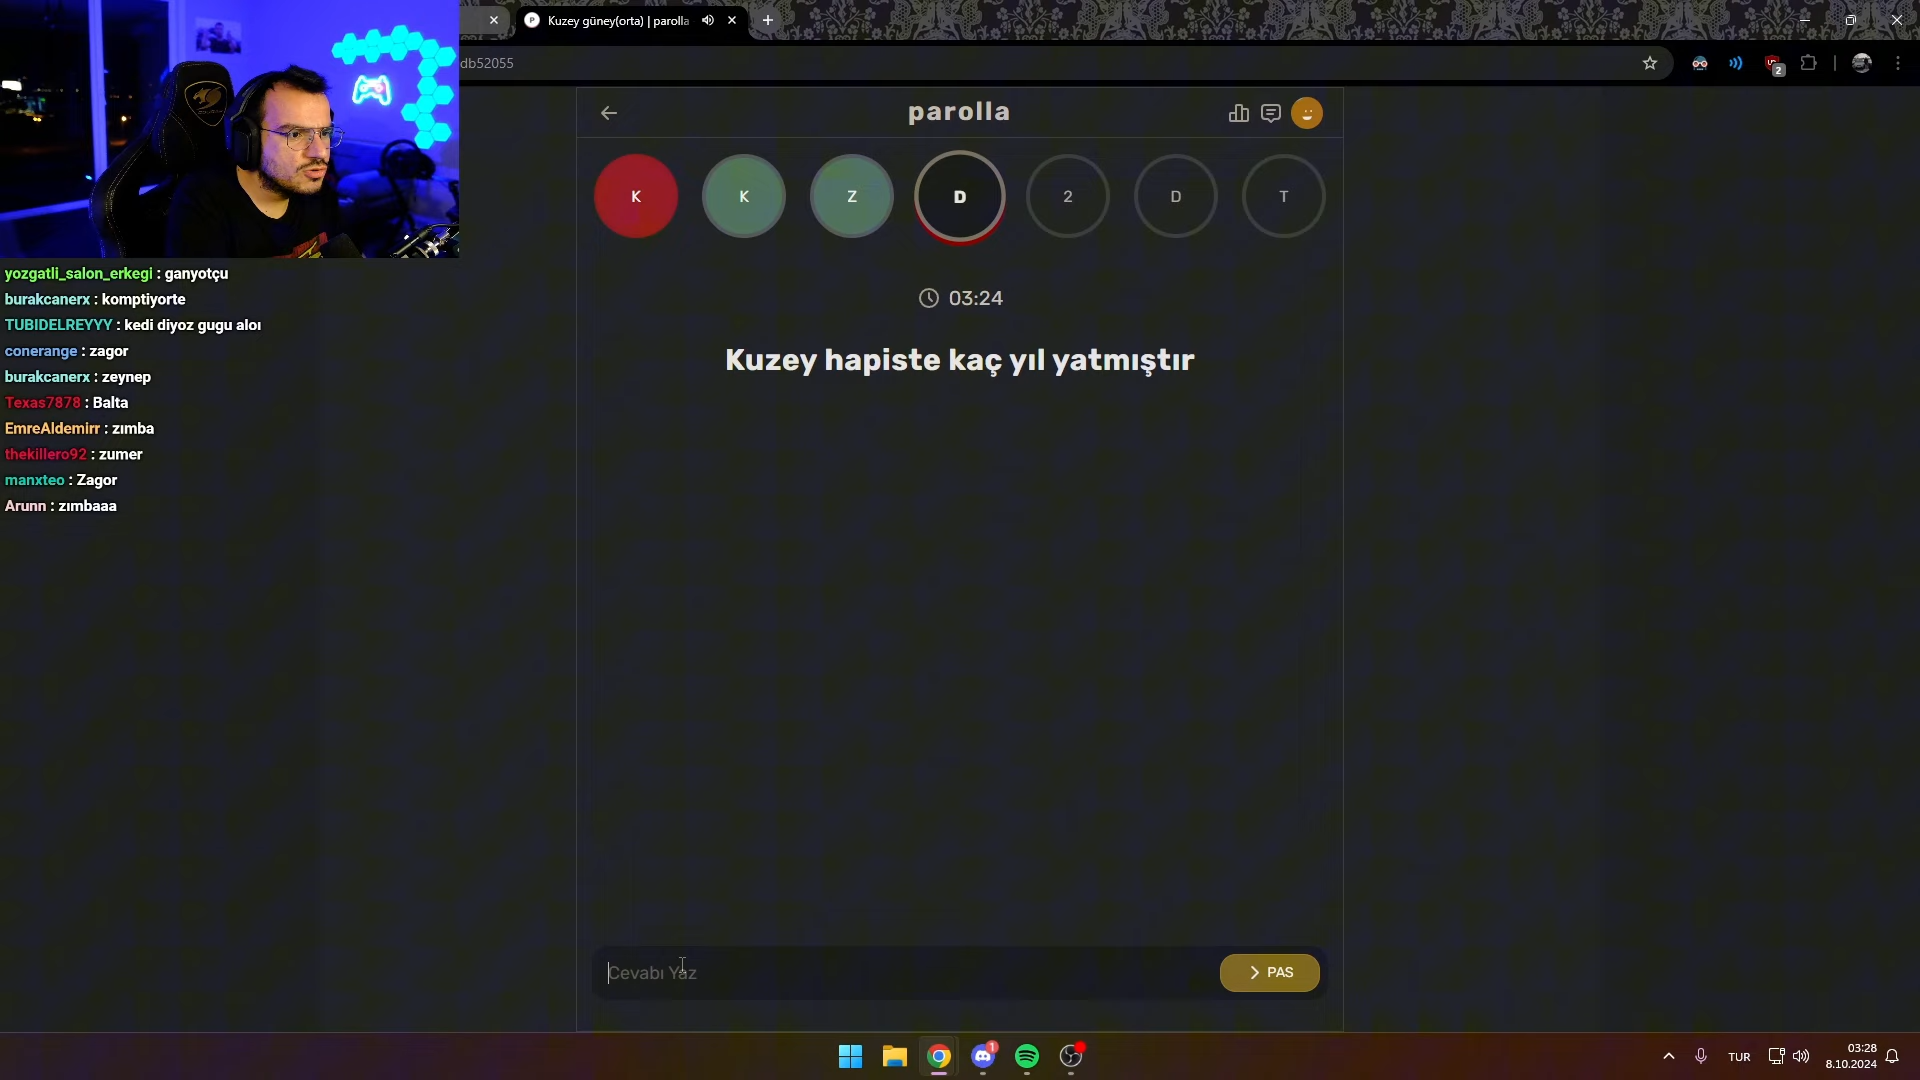 Kuzey güney(orta) | parolla
db52055
2
parolla
K
K
Z
D
2
D
T
03:24
Kuzey hapiste kaç yıl yatmıştır
yozgatli_salon_erkegi : ganyotçu
burakcanerx : komptiyorte
TUBIDELREYYY : kedi diyoz gugu aloı
conerange : zagor
burakcanerx : zeynep
Texas7878 : Balta
EmreAldemirr : zımba
thekillero92 : zumer
manxteo : Zagor
Arunn : zımbaaa
Cevabı Yaz
PAS
1
TUR
03:28
8.10.2024